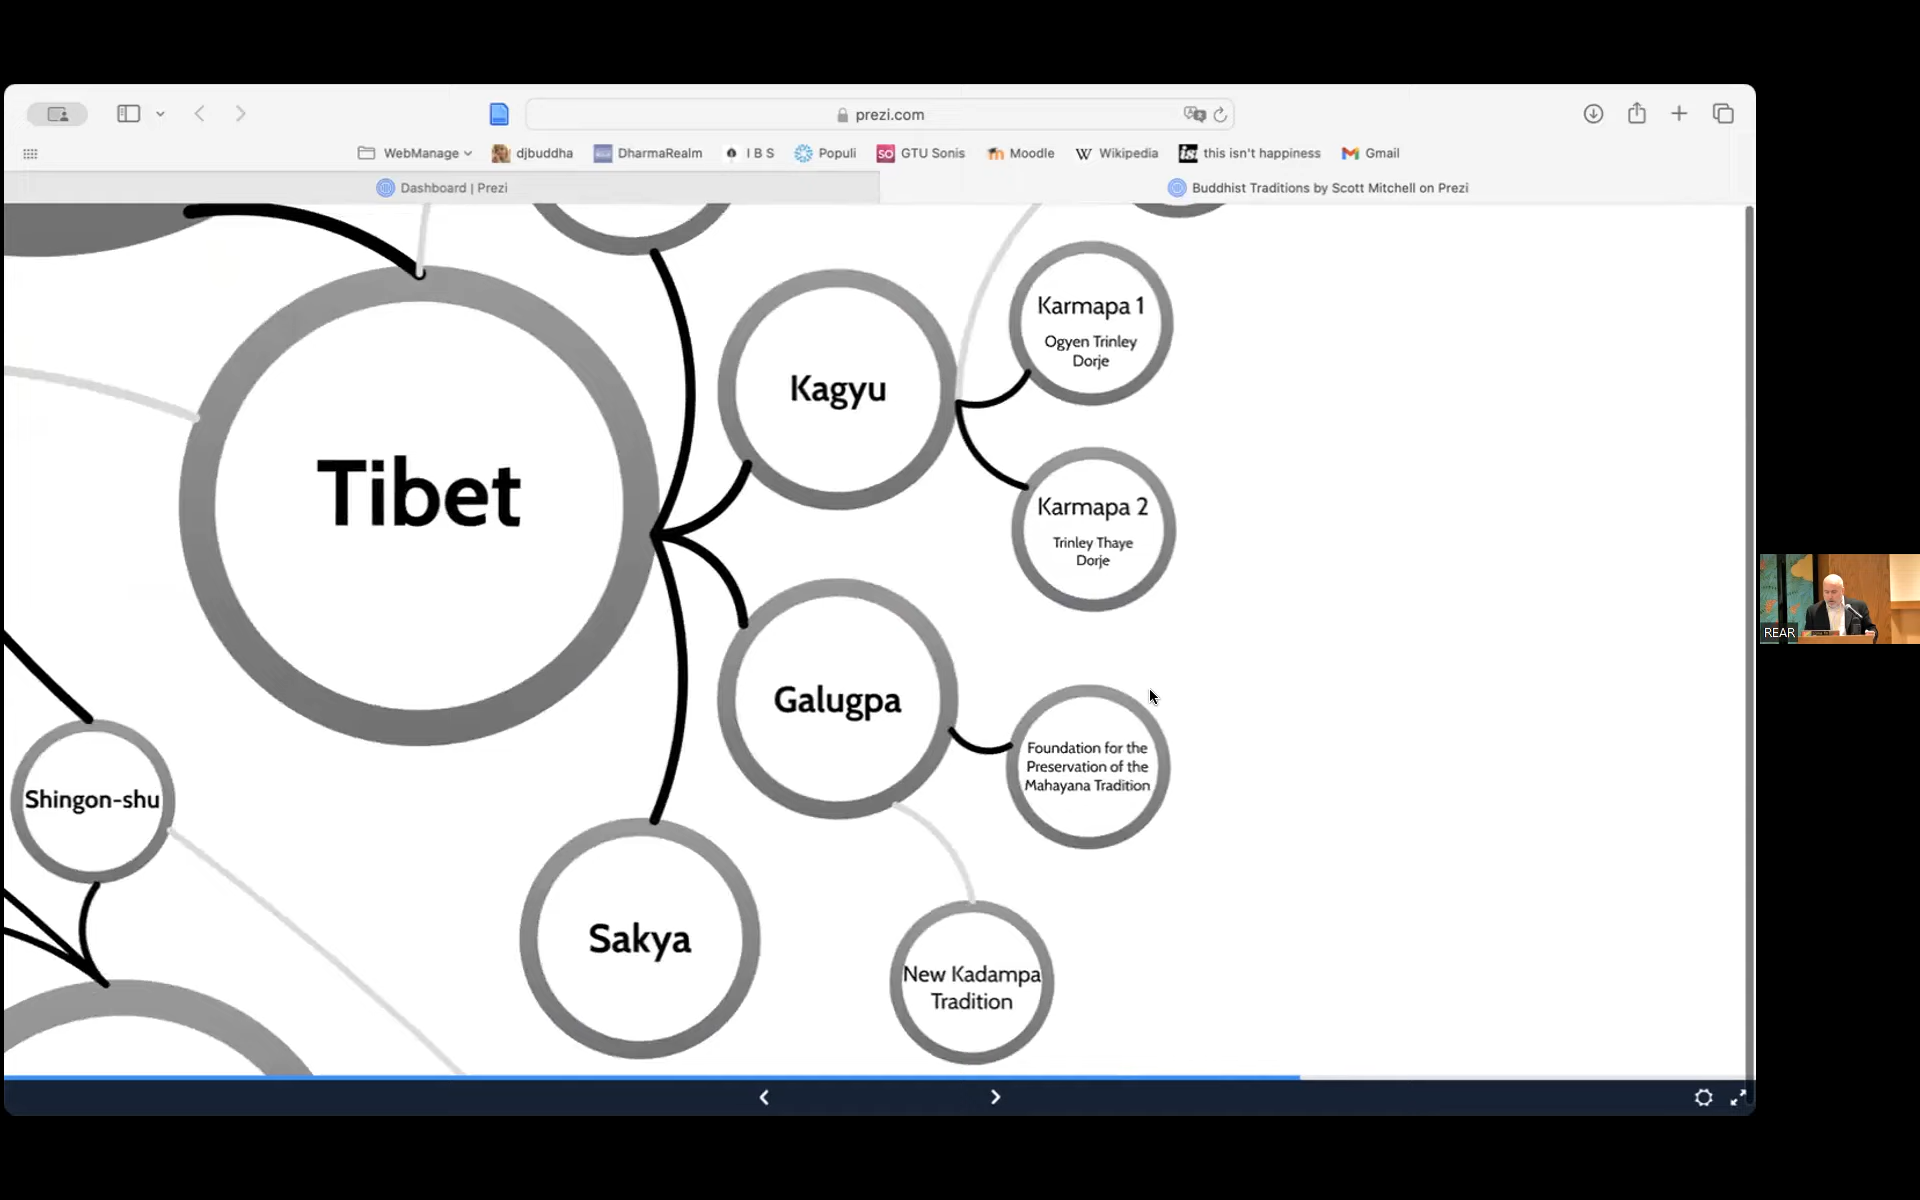 prezi.com
WebManage
djbuddha
DharmaRealm
I B S
Populi
GTU Sonis
Moodle
Wikipedia
this isn't happiness
Gmail
Dashboard | Prezi
Buddhist Traditions by Scott Mitchell on Prezi
Tibet
Kagyu
Karmapa 1
Ogyen Trinley
Dorje
Karmapa 2
Trinley Thaye
Dorje
Galugpa
Foundation for the
Preservation of the
Mahayana Tradition
Shingon-shu
Sakya
New Kadampa
Tradition
REAR